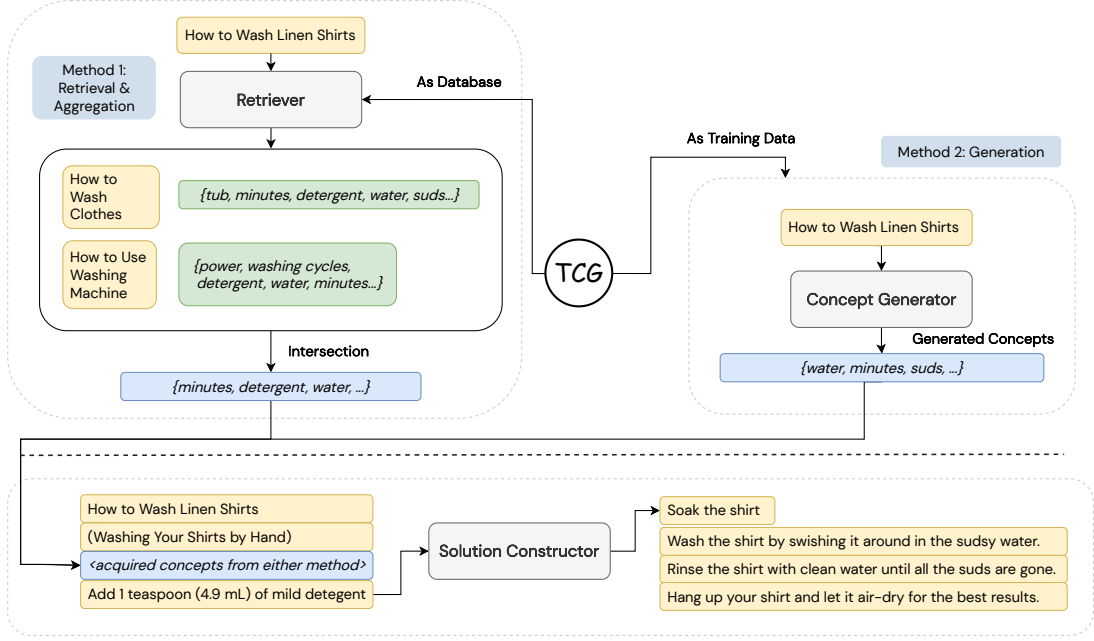 How to Wash Linen Shirts
Method 1:
Retrieval &
Aggregation
Retriever
As Database
How to
Wash
Clothes
{tub, minutes, detergent, water, suds...}
How to Use
Washing
Machine
{power, washing cycles,
detergent, water, minutes...}
Intersection
{minutes, detergent, water, ...}
TCG
As Training Data
Method 2: Generation
How to Wash Linen Shirts
Concept Generator
Generated Concepts
{water, minutes, suds, ...}
How to Wash Linen Shirts
(Washing Your Shirts by Hand)
<acquired concepts from either method>
Add 1 teaspoon (4.9 mL) of mild detegent
Solution Constructor
Soak the shirt
Wash the shirt by swishing it around in the sudsy water.
Rinse the shirt with clean water until all the suds are gone.
Hang up your shirt and let it air-dry for the best results.